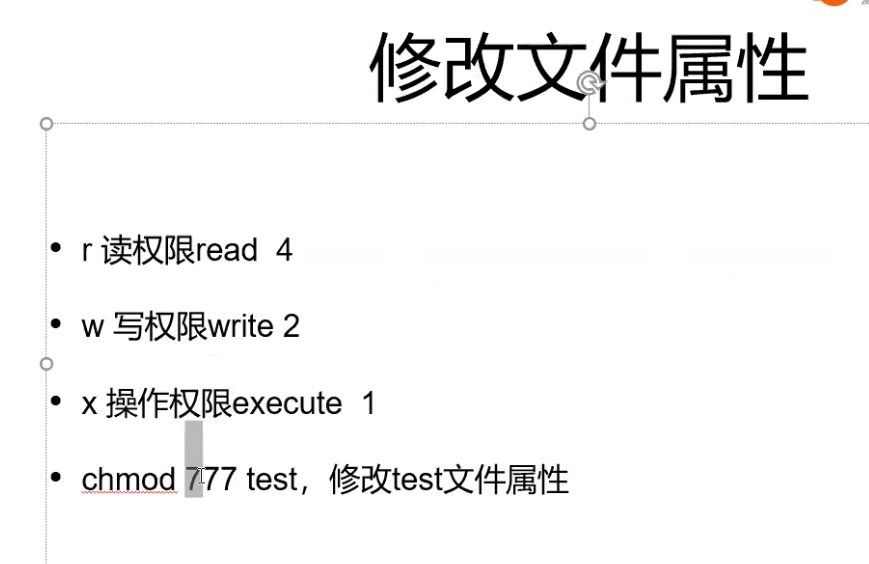 修改文件属性
• r 读权限read  4
• w 写权限write 2
• x 操作权限execute  1
• chmod 777 test，修改test文件属性